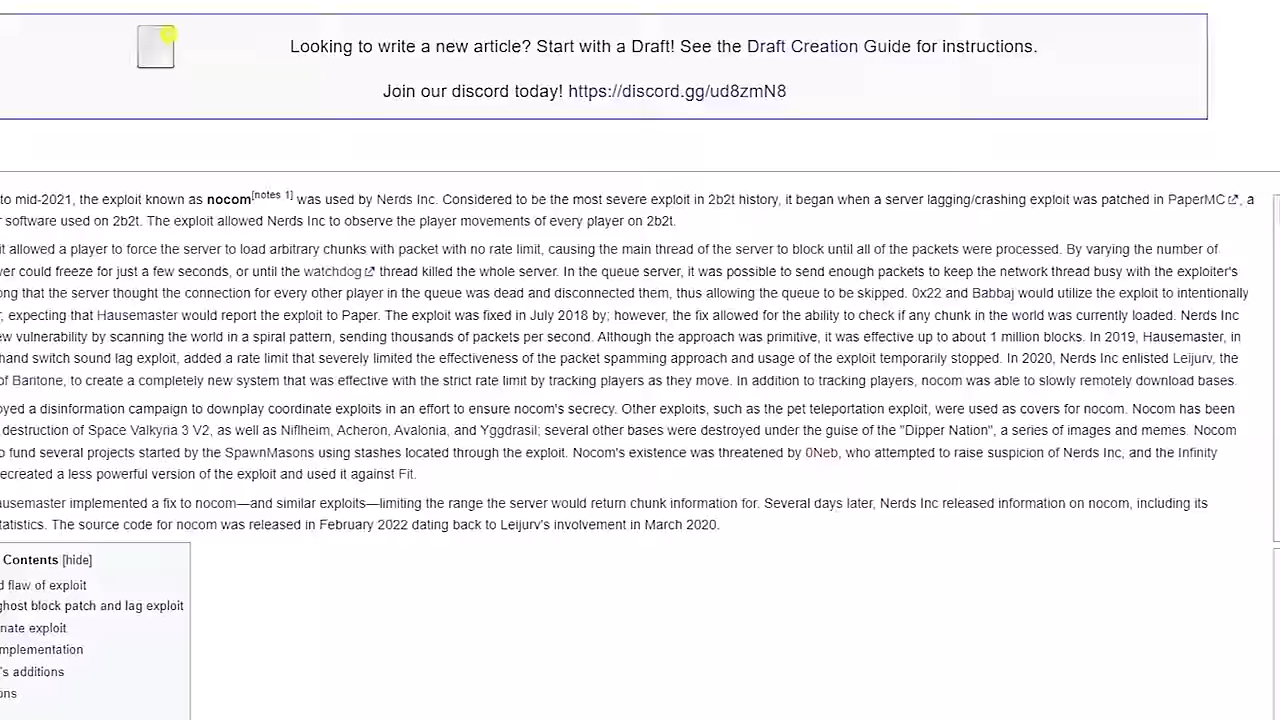 Looking to write a new article? Start with a Draft! See the Draft Creation Guide for instructions.
Join our discord today! https://discord.gg/ud8zmN8
to mid-2021, the exploit known as nocom[notes 1] was used by Nerds Inc. Considered to be the most severe exploit in 2b2t history, it began when a server lagging/crashing exploit was patched in PaperMC, a
software used on 2b2t. The exploit allowed Nerds Inc to observe the player movements of every player on 2b2t.
it allowed a player to force the server to load arbitrary chunks with packet with no rate limit, causing the main thread of the server to block until all of the packets were processed. By varying the number of
ver could freeze for just a few seconds, or until the watchdog thread killed the whole server. In the queue server, it was possible to send enough packets to keep the network thread busy with the exploiter's
ong that the server thought the connection for every other player in the queue was dead and disconnected them, thus allowing the queue to be skipped. 0x22 and Babbaj would utilize the exploit to intentionally
, expecting that Hausemaster would report the exploit to Paper. The exploit was fixed in July 2018 by; however, the fix allowed for the ability to check if any chunk in the world was currently loaded. Nerds Inc
ew vulnerability by scanning the world in a spiral pattern, sending thousands of packets per second. Although the approach was primitive, it was effective up to about 1 million blocks. In 2019, Hausemaster, in
hand switch sound lag exploit, added a rate limit that severely limited the effectiveness of the packet spamming approach and usage of the exploit temporarily stopped. In 2020, Nerds Inc enlisted Leijurv, the
of Baritone, to create a completely new system that was effective with the strict rate limit by tracking players as they move. In addition to tracking players, nocom was able to slowly remotely download bases.
oyed a disinformation campaign to downplay coordinate exploits in an effort to ensure nocom's secrecy. Other exploits, such as the pet teleportation exploit, were used as covers for nocom. Nocom has been
destruction of Space Valkyria 3 V2, as well as Niflheim, Acheron, Avalonia, and Yggdrasil; several other bases were destroyed under the guise of the "Dipper Nation", a series of images and memes. Nocom
o fund several projects started by the SpawnMasons using stashes located through the exploit. Nocom's existence was threatened by 0Neb, who attempted to raise suspicion of Nerds Inc, and the Infinity
ecreated a less powerful version of the exploit and used it against Fit.
ausemaster implemented a fix to nocom—and similar exploits—limiting the range the server would return chunk information for. Several days later, Nerds Inc released information on nocom, including its
tatistics. The source code for nocom was released in February 2022 dating back to Leijurv's involvement in March 2020.
Contents [hide]
d flaw of exploit
ghost block patch and lag exploit
nate exploit
mplementation
's additions
ons